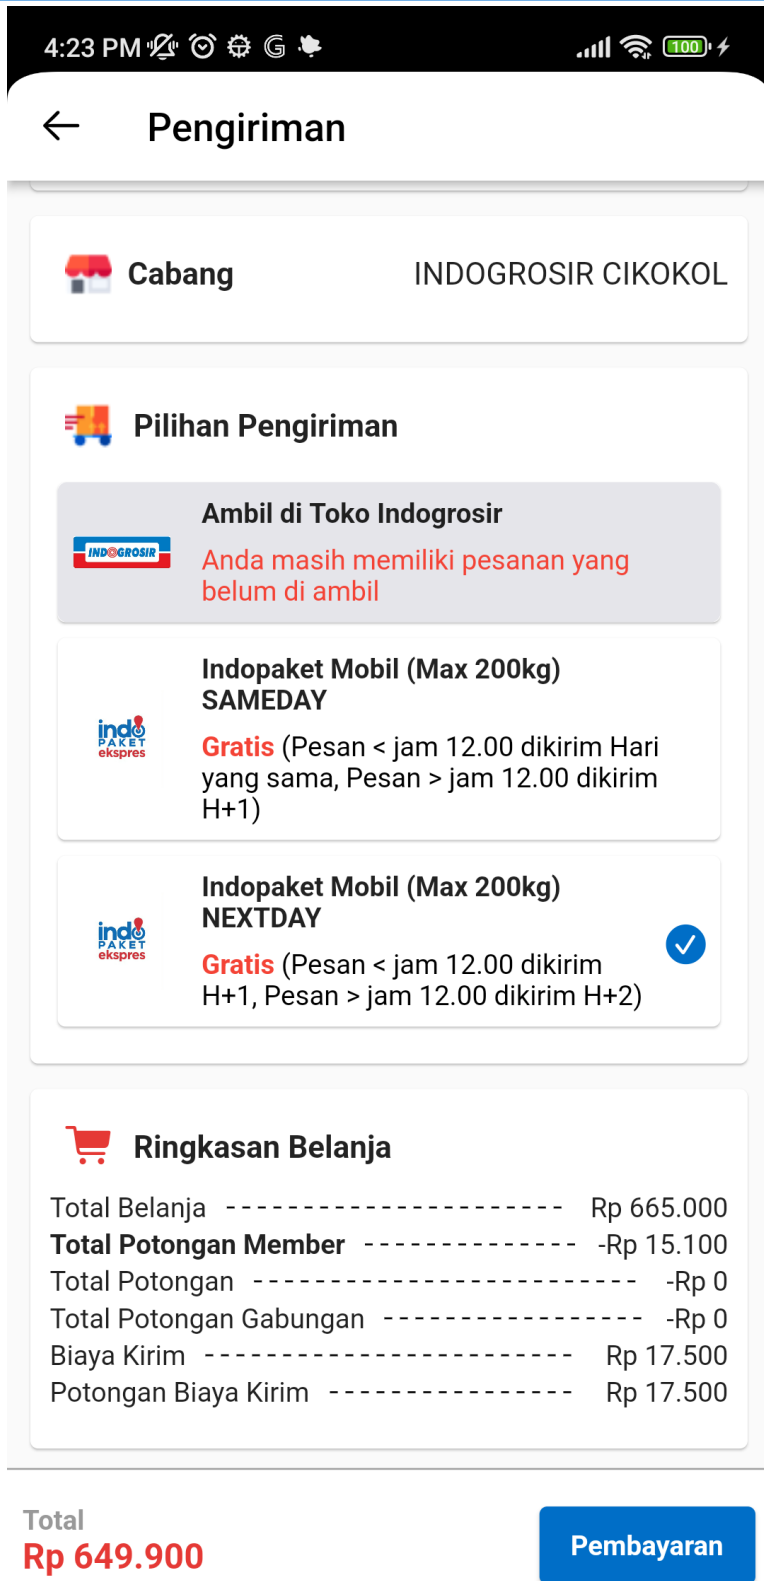 4:23 PM
100
Pengiriman
Cabang
INDOGROSIR CIKOKOL
Pilihan Pengiriman
INDOGROSIR
Ambil di Toko Indogrosir
Anda masih memiliki pesanan yang
belum di ambil
indo
PAKET
ekspres
Indopaket Mobil (Max 200kg)
SAMEDAY
Gratis (Pesan < jam 12.00 dikirim Hari
yang sama, Pesan > jam 12.00 dikirim
H+1)
indo
PAKET
ekspres
Indopaket Mobil (Max 200kg)
NEXTDAY
Gratis (Pesan < jam 12.00 dikirim
H+1, Pesan > jam 12.00 dikirim H+2)
Ringkasan Belanja
Total Belanja ---------------------- Rp 665.000
Total Potongan Member -------------- -Rp 15.100
Total Potongan ------------------------- -Rp 0
Total Potongan Gabungan ----------------- -Rp 0
Biaya Kirim ------------------------ Rp 17.500
Potongan Biaya Kirim ---------------- Rp 17.500
Total
Rp 649.900
Pembayaran